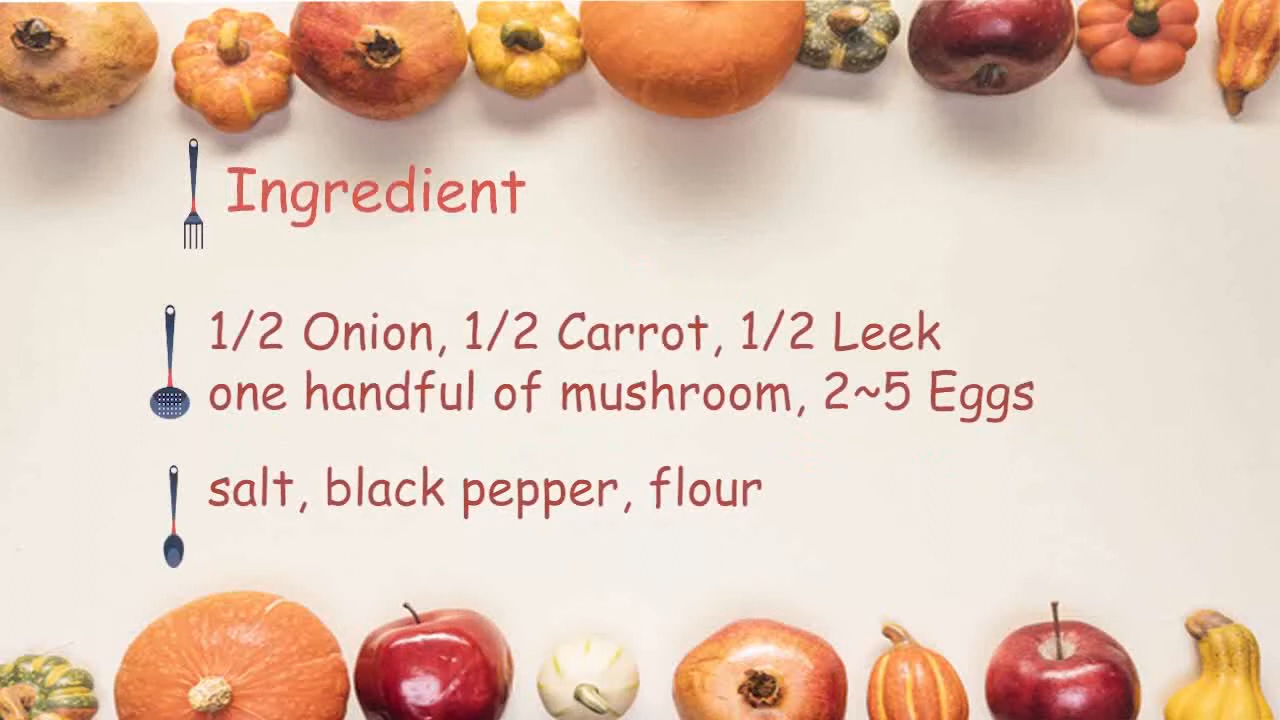 Ingredient
1/2 Onion, 1/2 Carrot, 1/2 Leek
one handful of mushroom, 2~5 Eggs
salt, black pepper, flour